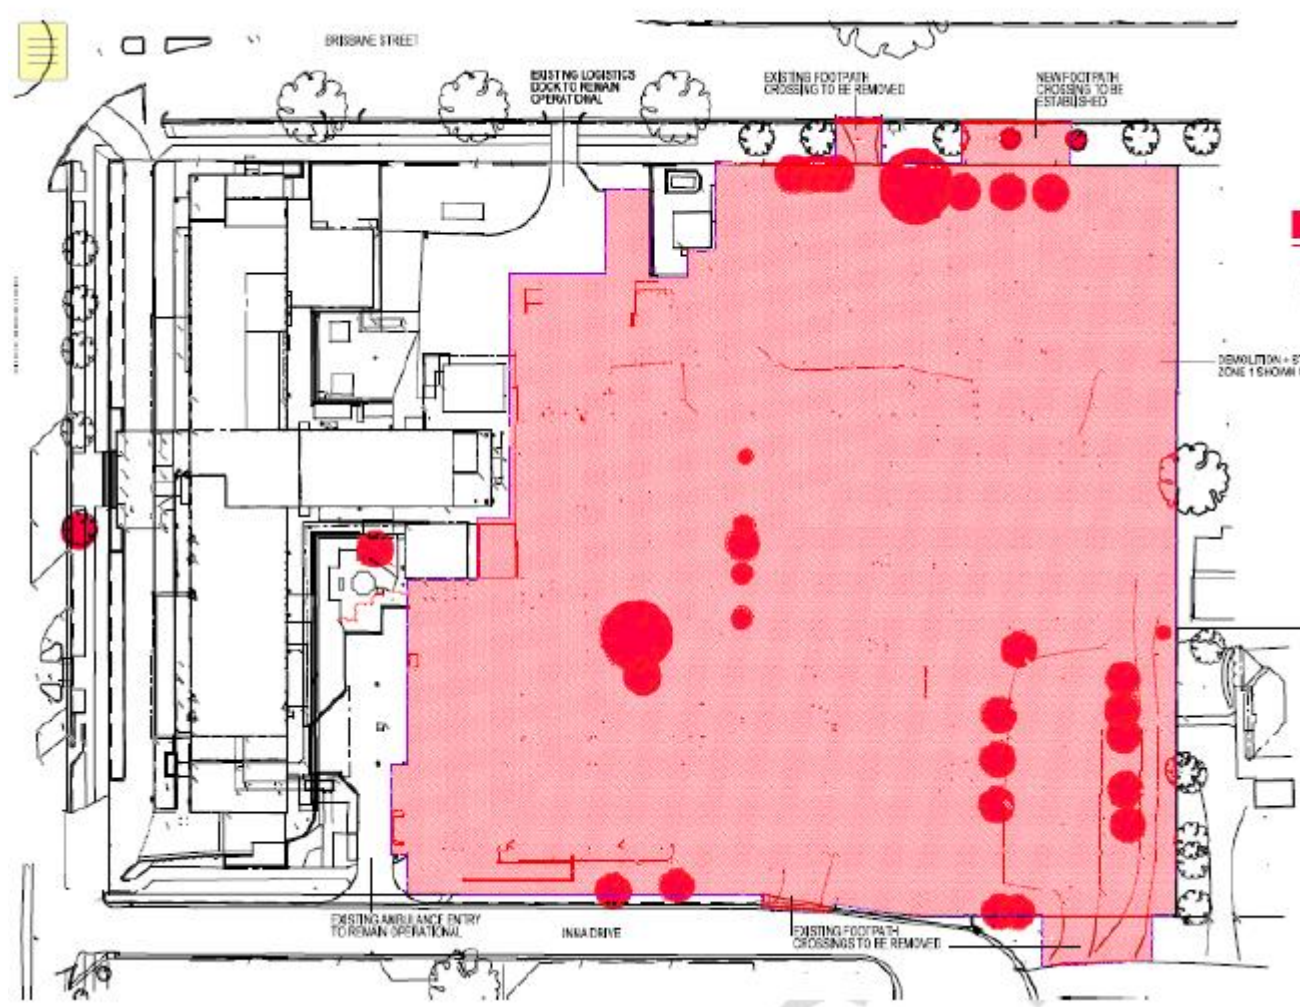 BRISBANE STREET
EXISTING LOGISTICS
DOCK TO REMAIN
OPERATIONAL
EXISTING FOOTPATH
CROSSING TO BE REMOVED
NEW FOOTPATH
CROSSING TO BE
ESTABLISHED
DEMOLITION +
ZONE 1 SHOWN
EXISTING AMBULANCE ENTRY
TO REMAIN OPERATIONAL
DRIVE
EXISTING FOOTPATH
CROSSINGS TO BE REMOVED